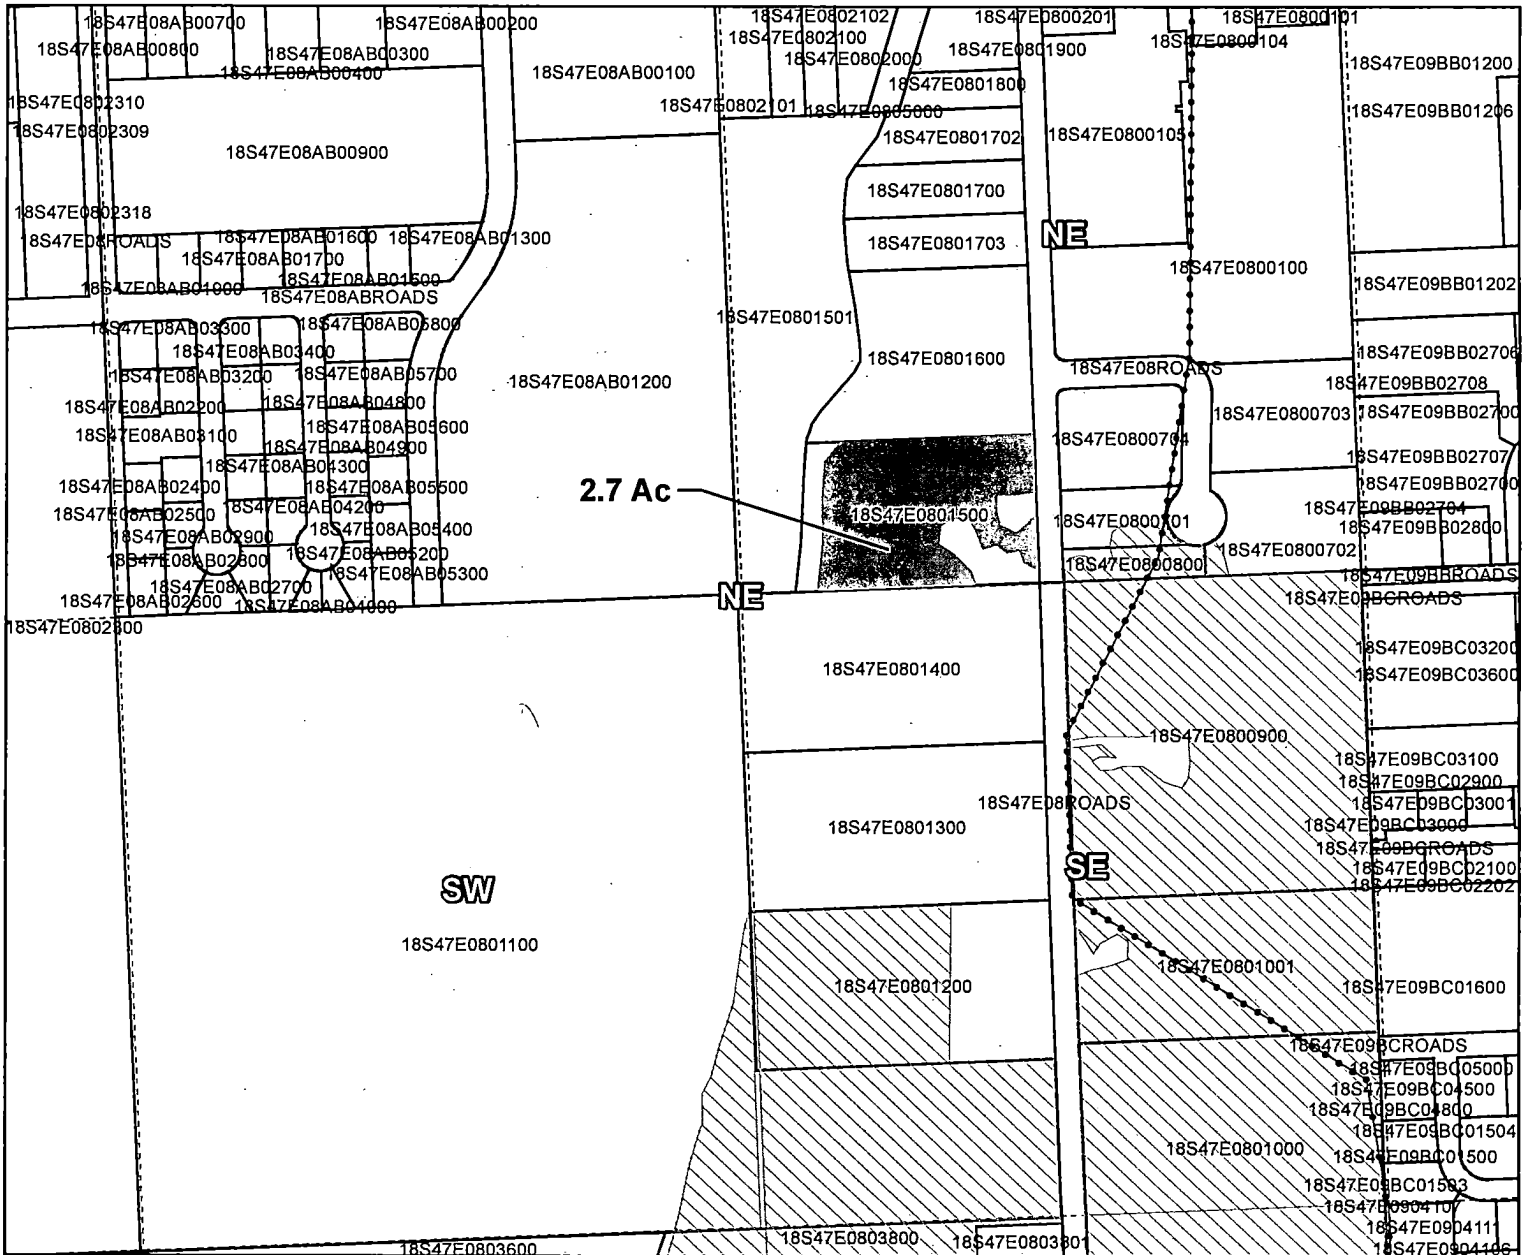 18S47E08AB00700
18S47E08AB00200
18S47E0802102
18S47E0800201
18S47E0800101
18S47E08AB00800
18S47E08AB00300
18S47E0802100
18S47E0801900
18S47E0800104
18S47E08AB00400
18S47E08AB00100
18S47E0802000
18S47E09BB01200
18S47E0801800
18S47E0802310
18S47E0802101
18S47E0805000
18S47E09BB01206
18S47E0802309
18S47E0801702
18S47E0800105
18S47E08AB00900
18S47E0801700
18S47E0802318
NE
18S47E08ROADS
18S47E08AB01600
18S47E08AB01300
18S47E0801703
18S47E08AB01700
18S47E0800100
18S47E08AB01500
18S47E09BB01202
18S47E08AB01000
18S47E08ABROADS
18S47E0801501
18S47E08AB03300
18S47E08AB05800
18S47E08AB03400
18S47E0801600
18S47E09BB02706
18S47E08ROADS
18S47E08AB03200
18S47E08AB05700
18S47E08AB01200
18S47E09BB02708
18S47E08AB02200
18S47E08AB04800
18S47E0800703
18S47E09BB02700
18S47E08AB03100
18S47E08AB05600
18S47E0800704
18S47E08AB04900
18S47E09BB02707
18S47E08AB04300
18S47E08AB02400
18S47E08AB05500
2.7 Ac
18S47E09BB02700
18S47E08AB02500
18S47E08AB04200
18S47E0801500
18S47E0800701
18S47E09BB02704
18S47E08AB02900
18S47E08AB05400
18S47E09BB02800
18S47E08AB02800
18S47E08AB05200
18S47E0800702
18S47E08AB02700
18S47E08AB05300
18S47E0800800
18S47E09BBROADS
18S47E08AB02600
18S47E08AB04000
NE
18S47E09BCROADS
18S47E0802300
18S47E09BC03200
18S47E0801400
18S47E09BC03600
18S47E0800900
18S47E09BC03100
18S47E09BC02900
18S47E08ROADS
18S47E09BC03001
18S47E0801300
18S47E09BC03000
18S47E09BCROADS
SE
18S47E09BC02100
SW
18S47E09BC02202
18S47E0801100
18S47E0801001
18S47E0801200
18S47E09BC01600
18S47E09BCROADS
18S47E09BC05000
18S47E09BC04500
18S47E09BC04800
18S47E09BC01504
18S47E0801000
18S47E09BC01500
18S47E09BC01503
18S47E0904107
18S47E0904111
18S47E0803600
18S47E0803800
18S47E0803801
18S47E0904106